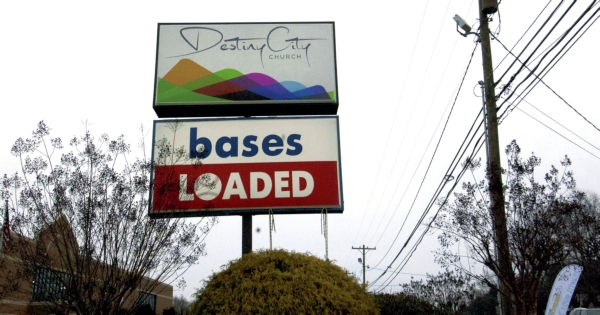 Destiny City
CHURCH
bases
LOADED